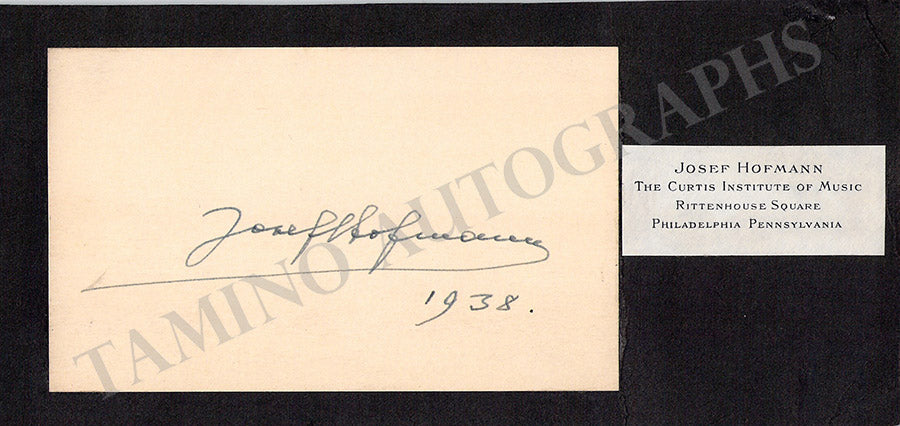 Josef Hofmann
1938.
JOSEF HOFMANN
THE CURTIS INSTITUTE OF MUSIC
RITTENHOUSE SQUARE
PHILADELPHIA PENNSYLVANIA
TAMINO AUTOGRAPHS